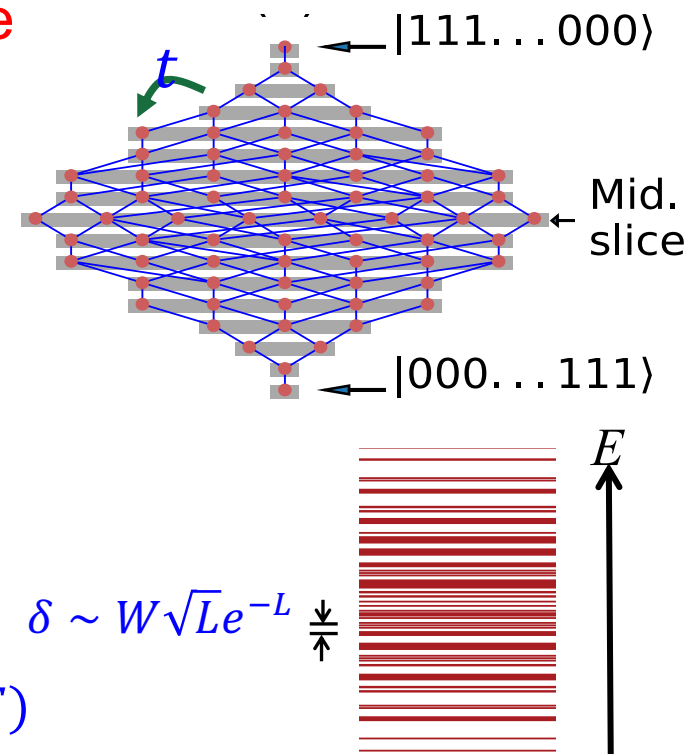 e
|111...000⟩
t
Mid.
slice
|000...111⟩
E
δ ~ W√L e^{-L}
)